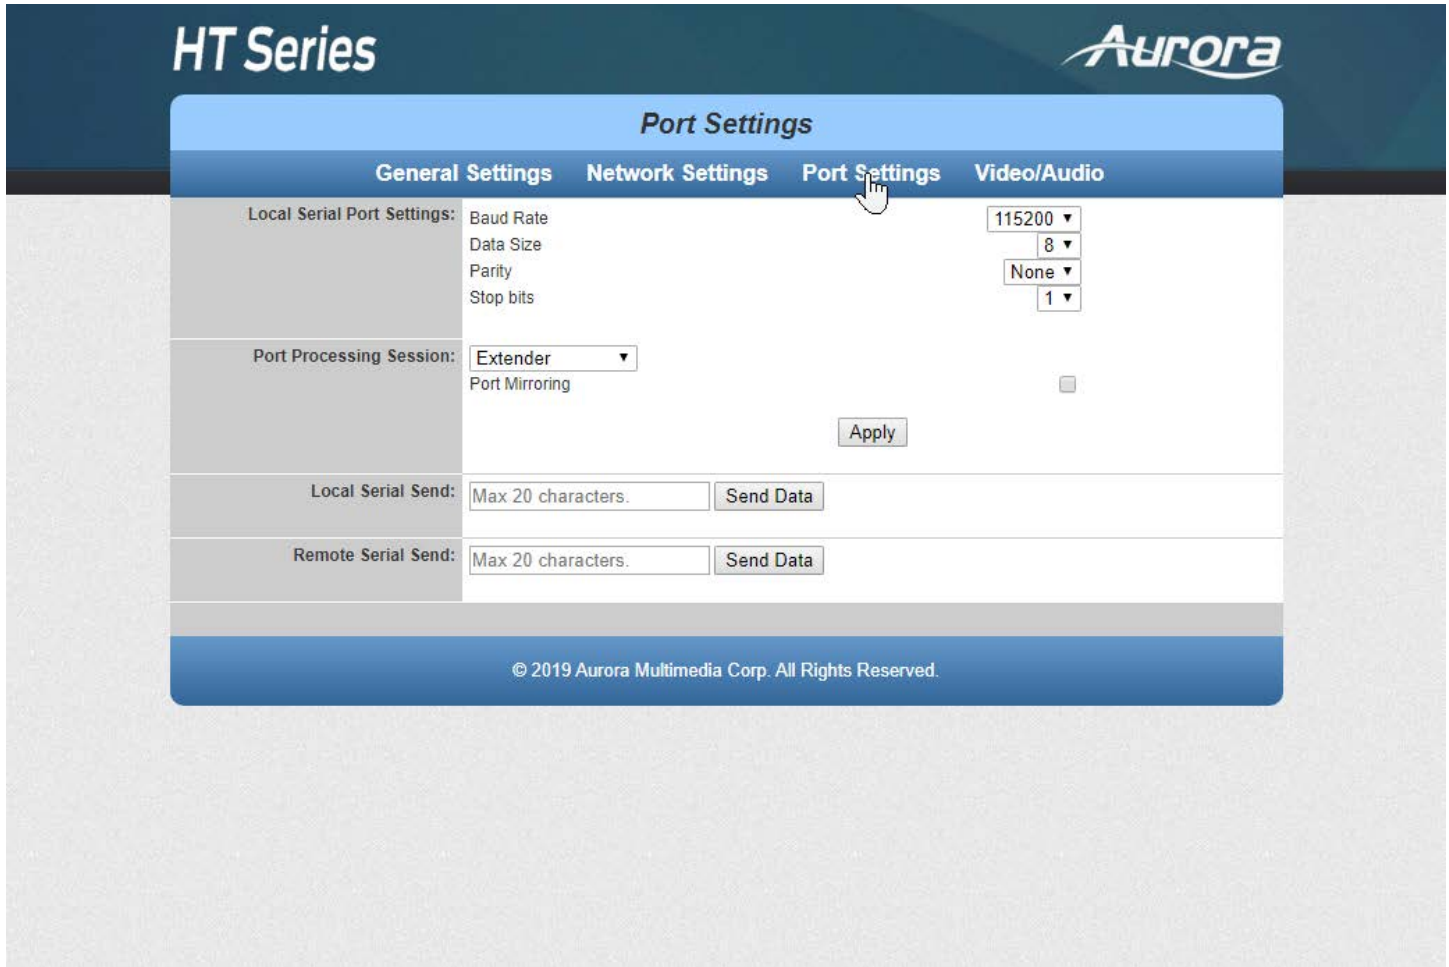 HT Series
Aurora
Port Settings
General Settings Network Settings Port Settings Video/Audio
Local Serial Port Settings: Baud Rate 115200
Data Size 8
Parity None
Stop bits 1
Port Processing Session: Extender
Port Mirroring
Apply
Local Serial Send: Max 20 characters. Send Data
Remote Serial Send: Max 20 characters. Send Data
© 2019 Aurora Multimedia Corp. All Rights Reserved.